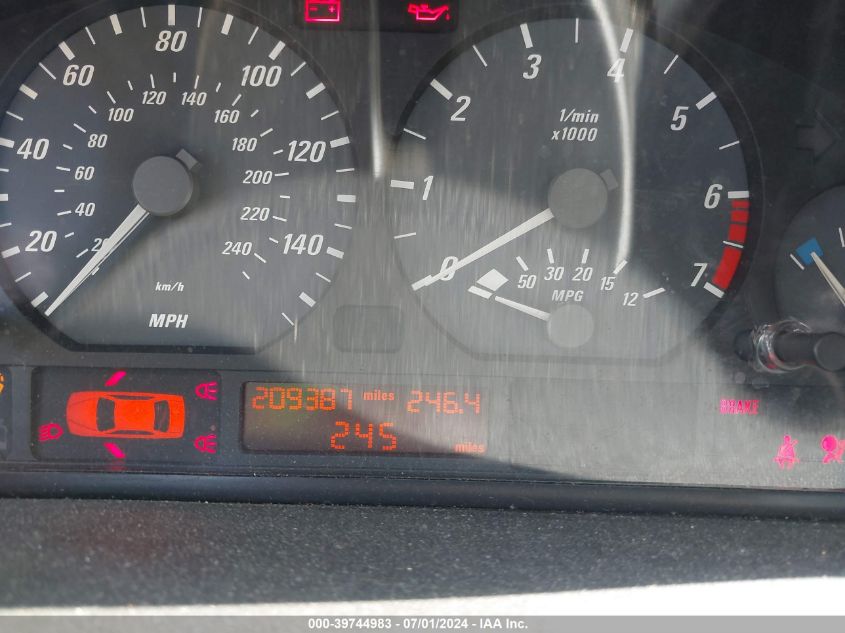 20 40 60 80 100 120 140
20 40 60 80 100 120 140 160 180 200 220 240
km/h
MPH
0 1 2 3 4 5 6 7
1/min
x1000
50 30 20 15 12
MPG
209387 miles 246.4
245 miles
BRAKE
000-39744983 - 07/01/2024 - IAA Inc.